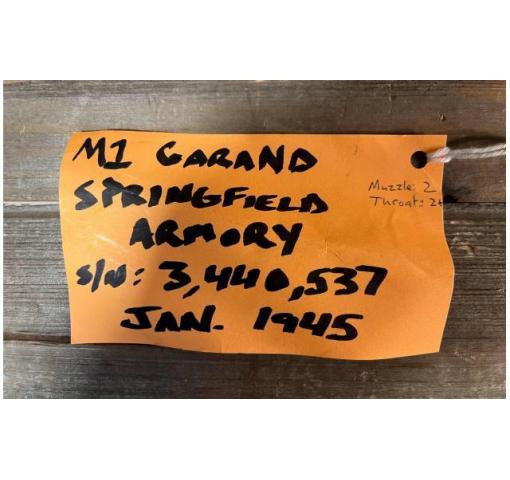 M1 GARAND
SPRINGFIELD
ARMORY
S/N: 3,440,537
JAN. 1945
Muzzle: 2
Throat: 2+